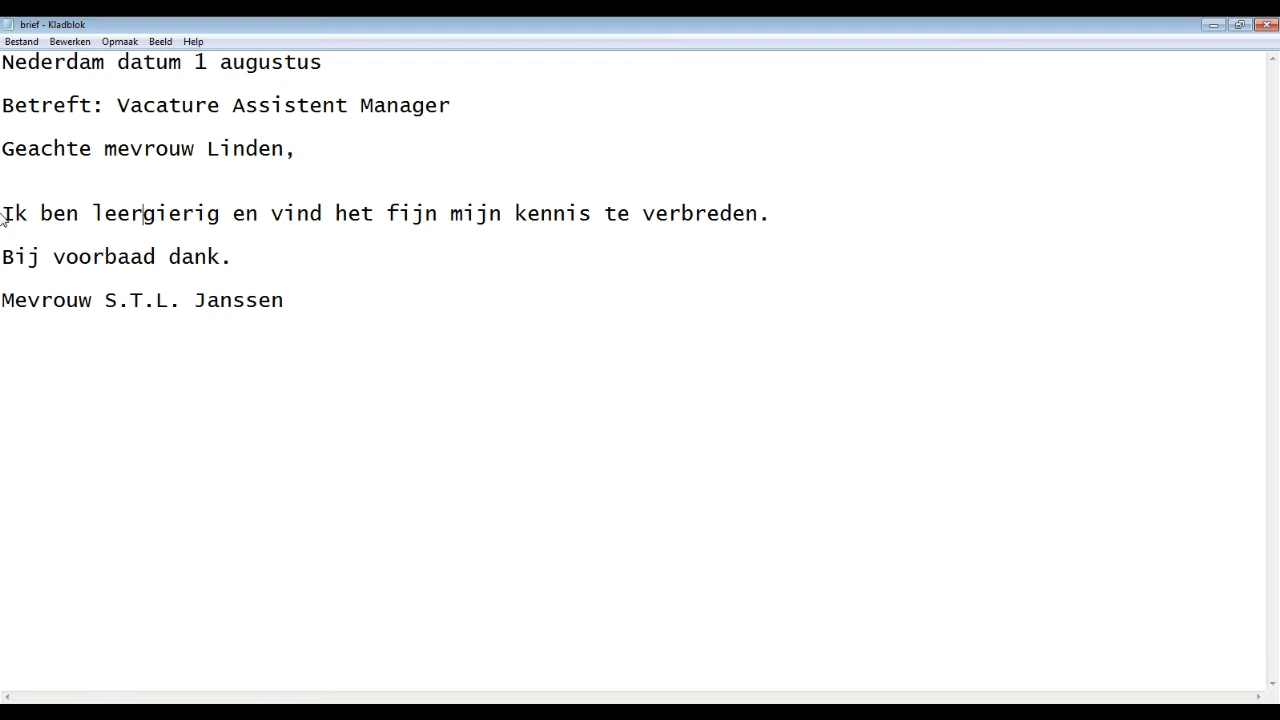 brief - Kladblok
Bestand Bewerken Opmaak Beeld Help
Nederdam datum 1 augustus
Betreft: Vacature Assistent Manager
Geachte mevrouw Linden,
Ik ben leergierig en vind het fijn mijn kennis te verbreden.
Bij voorbaad dank.
Mevrouw S.T.L. Janssen